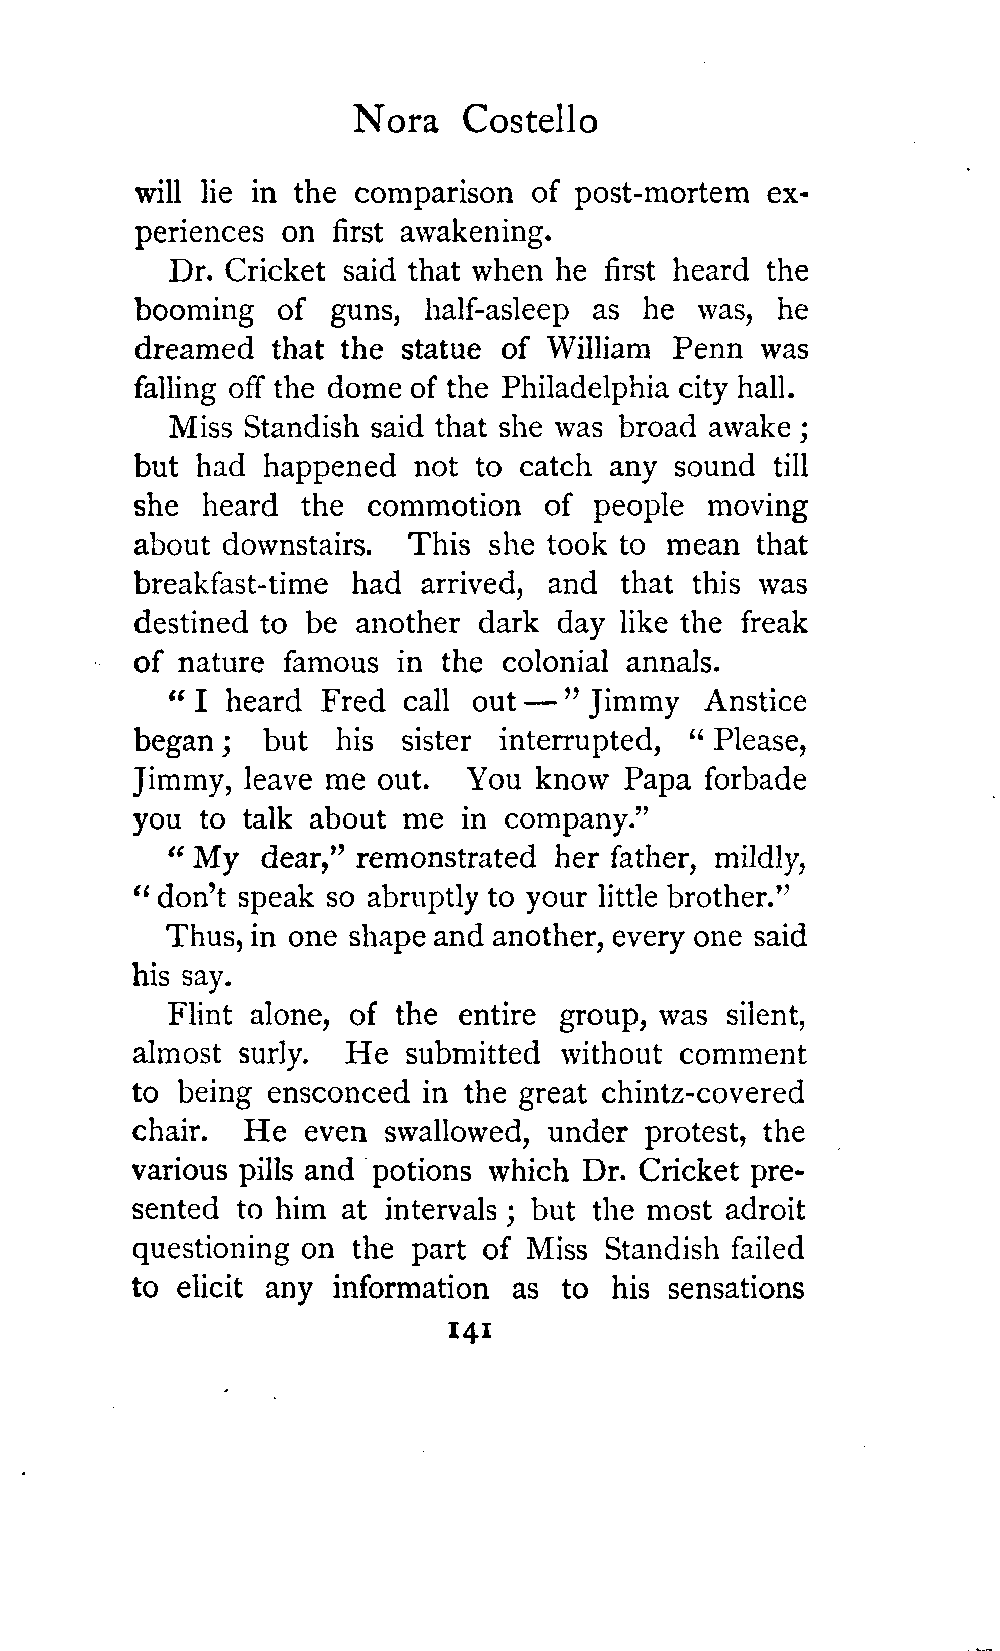 Nora Costello
will lie in the comparison of post-mortem ex-
periences on first awakening.
Dr. Cricket said that when he first heard the
booming of guns, half-asleep as he was, he
dreamed that the statue of William Penn was
falling off the dome of the Philadelphia city hall.
Miss Standish said that she was broad awake ;
but had happened not to catch any sound till
she heard the commotion of people moving
about downstairs. This she took to mean that
breakfast-time had arrived, and that this was
destined to be another dark day like the freak
of nature famous in the colonial annals.
“ I heard Fred call out — ” Jimmy Anstice
began ; but his sister interrupted, “ Please,
Jimmy, leave me out. You know Papa forbade
you to talk about me in company.”
“ My dear,” remonstrated her father, mildly,
“ don’t speak so abruptly to your little brother.”
Thus, in one shape and another, every one said
his say.
Flint alone, of the entire group, was silent,
almost surly. He submitted without comment
to being ensconced in the great chintz-covered
chair. He even swallowed, under protest, the
various pills and potions which Dr. Cricket pre-
sented to him at intervals ; but the most adroit
questioning on the part of Miss Standish failed
to elicit any information as to his sensations
141